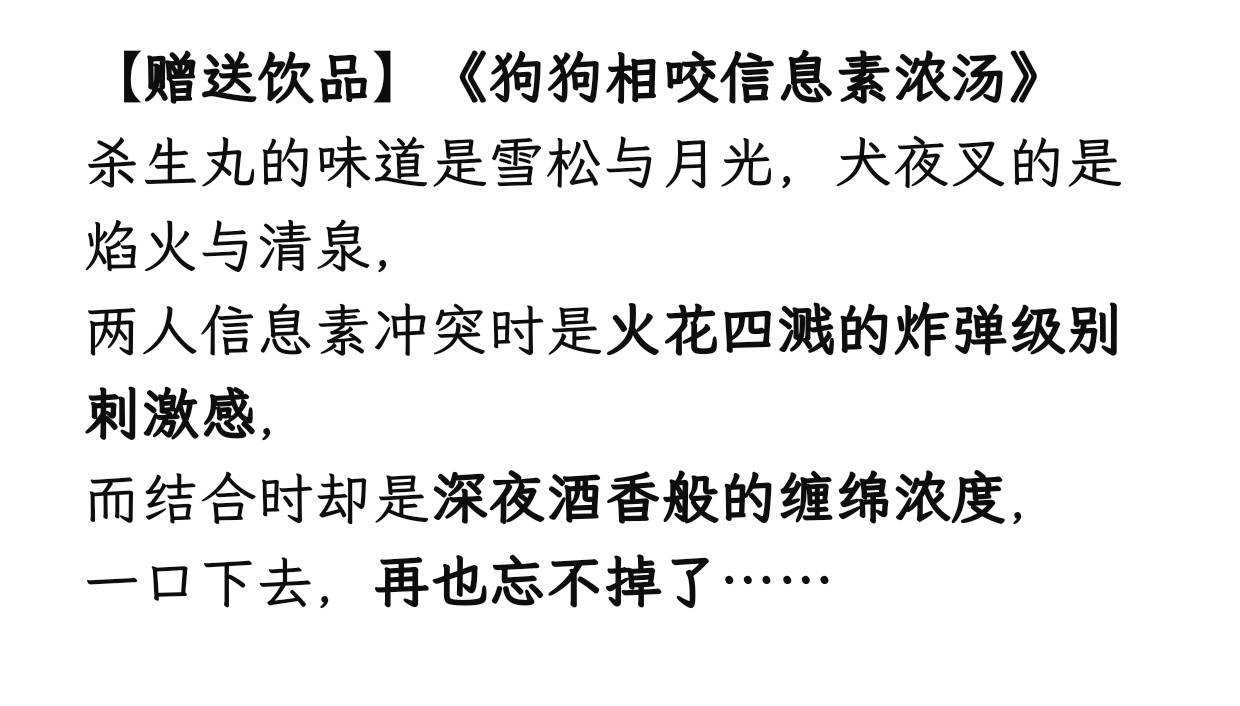 【赠送饮品】《狗狗相咬信息素浓汤》
杀生丸的味道是雪松与月光，犬夜叉的是
焰火与清泉，
两人信息素冲突时是火花四溅的炸弹级别
刺激感，
而结合时却是深夜酒香般的缠绵浓度，
一口下去，再也忘不掉了……